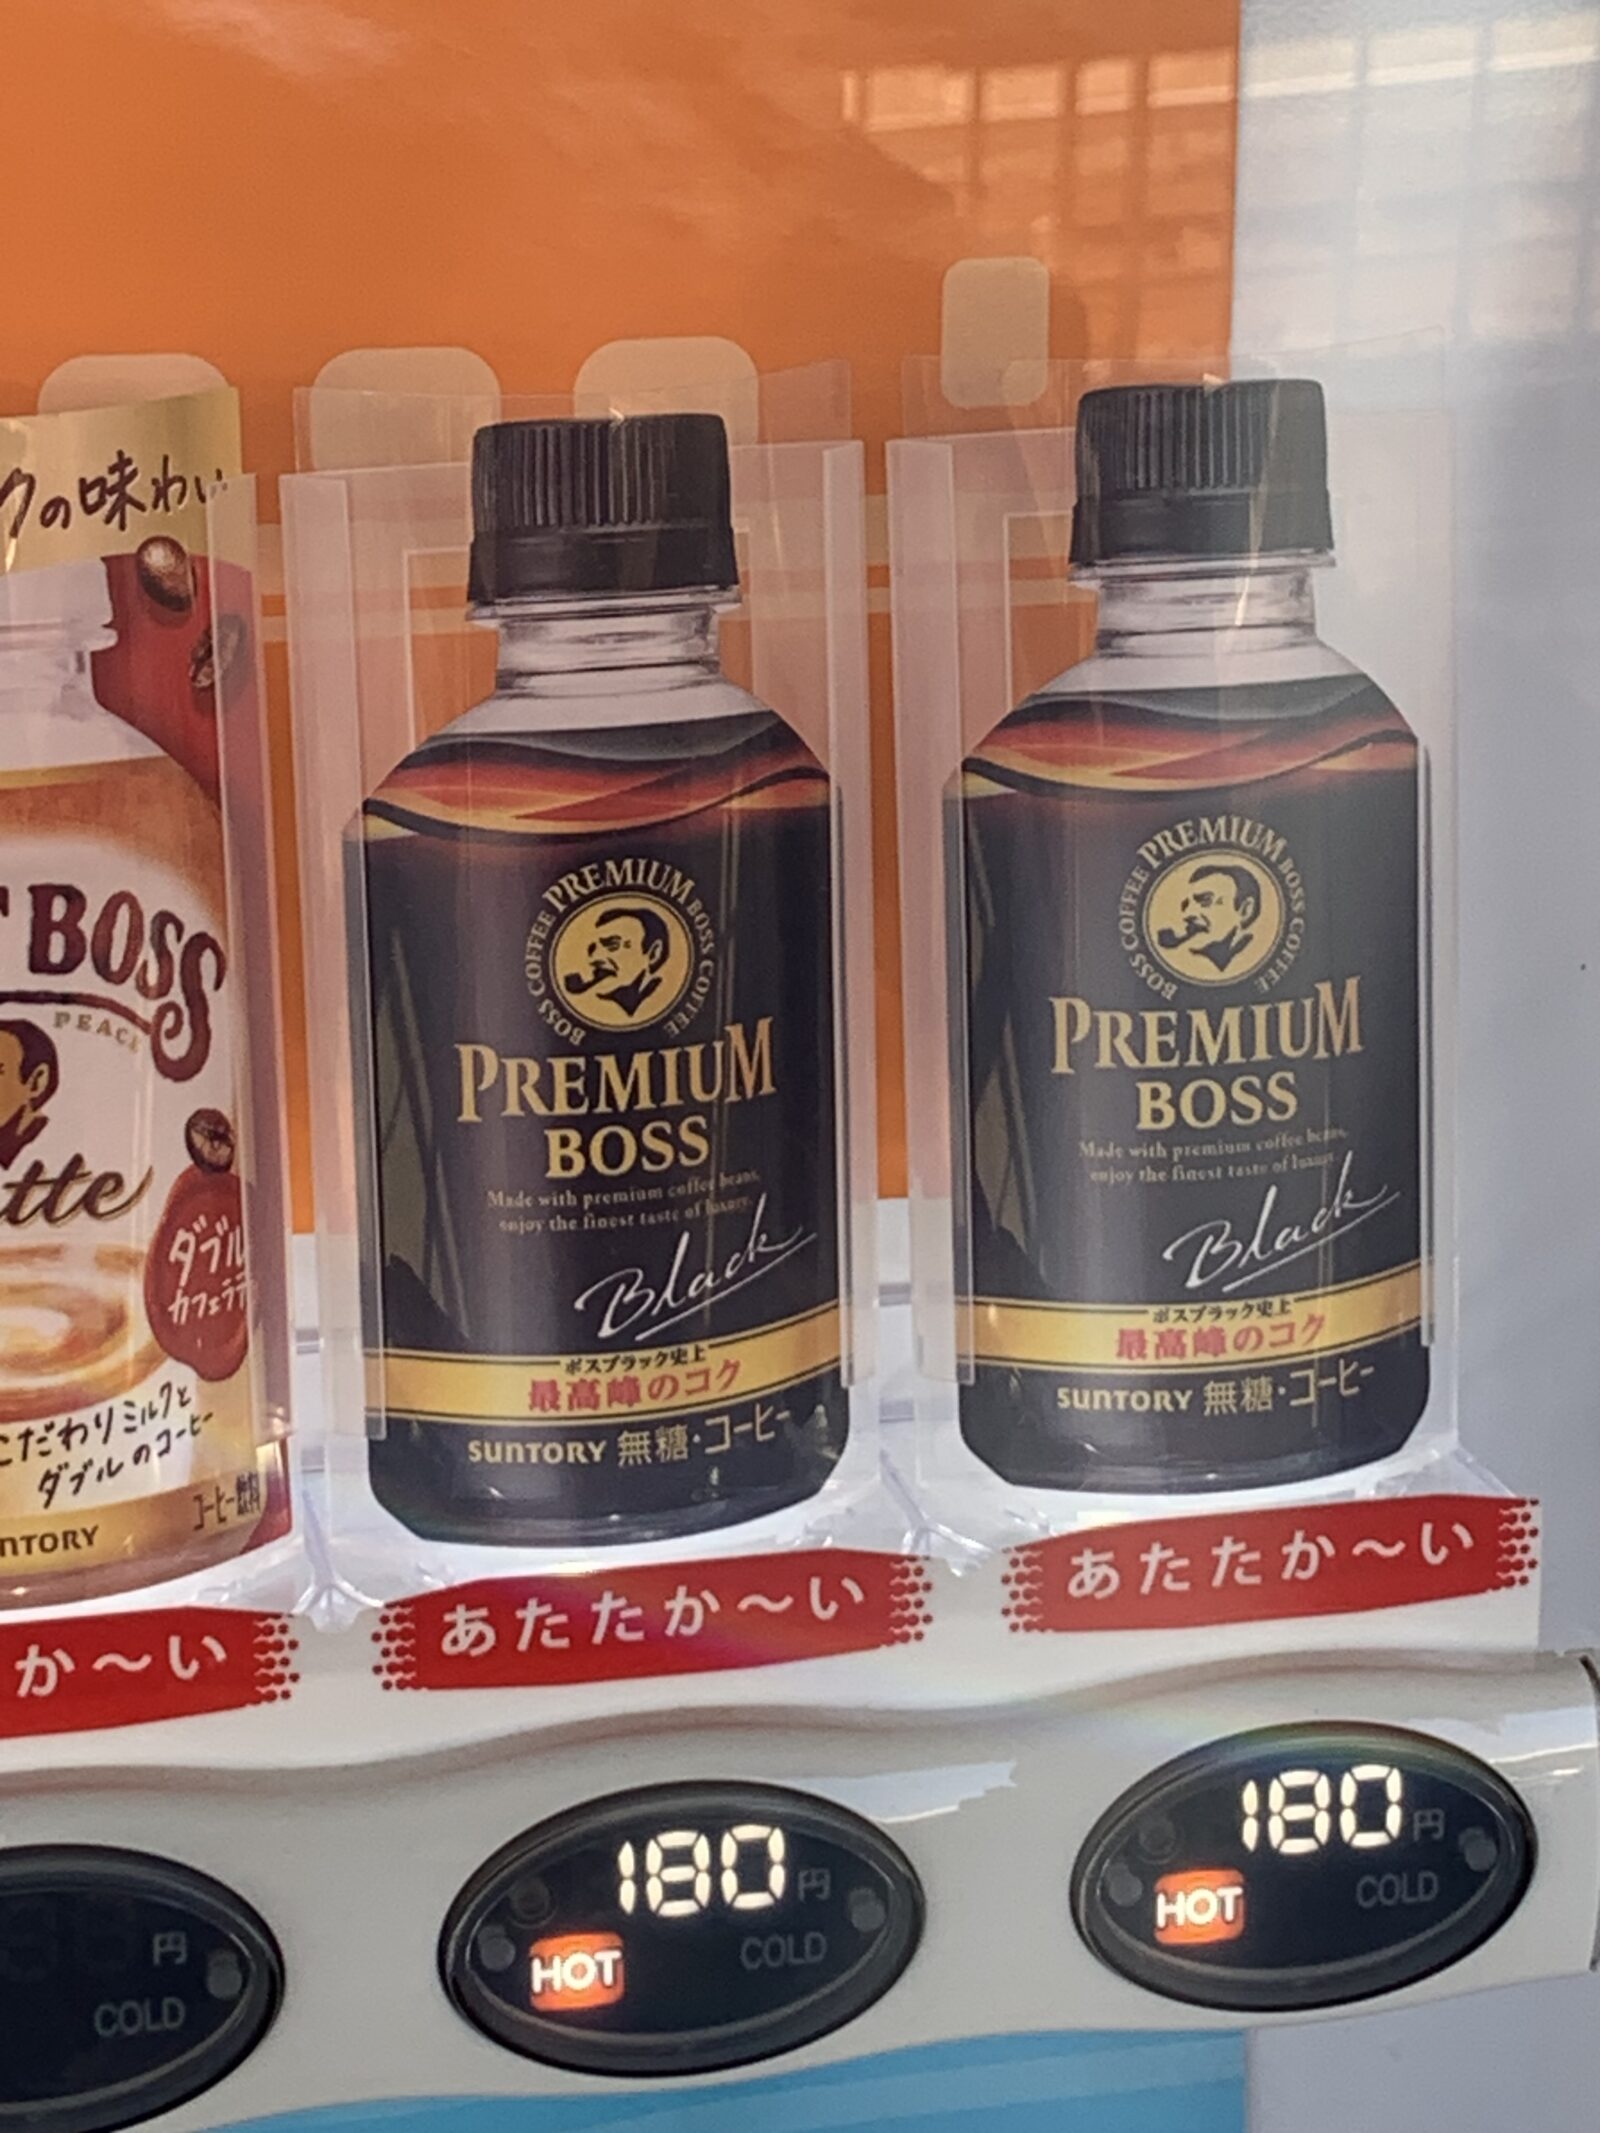 クの味わい
BOSS
PEACE
tte
ダブル
カフェラテ
こだわりミルクと
ダブルのコーヒー
コーヒー飲料
NTORY
か〜い
円
COLD
BOSS COFFEE PREMIUM BOSS COFFEE
PREMIUM
BOSS
Made with premium coffee beans,
enjoy the finest taste of luxury.
Black
ボスブラック史上
最高峰のコク
SUNTORY 無糖・コーヒー
あたたか〜い
180円
HOT COLD
BOSS COFFEE PREMIUM BOSS COFFEE
PREMIUM
BOSS
Made with premium coffee beans,
enjoy the finest taste of luxury.
Black
ボスブラック史上
最高峰のコク
SUNTORY 無糖・コーヒー
あたたか〜い
180円
HOT COLD